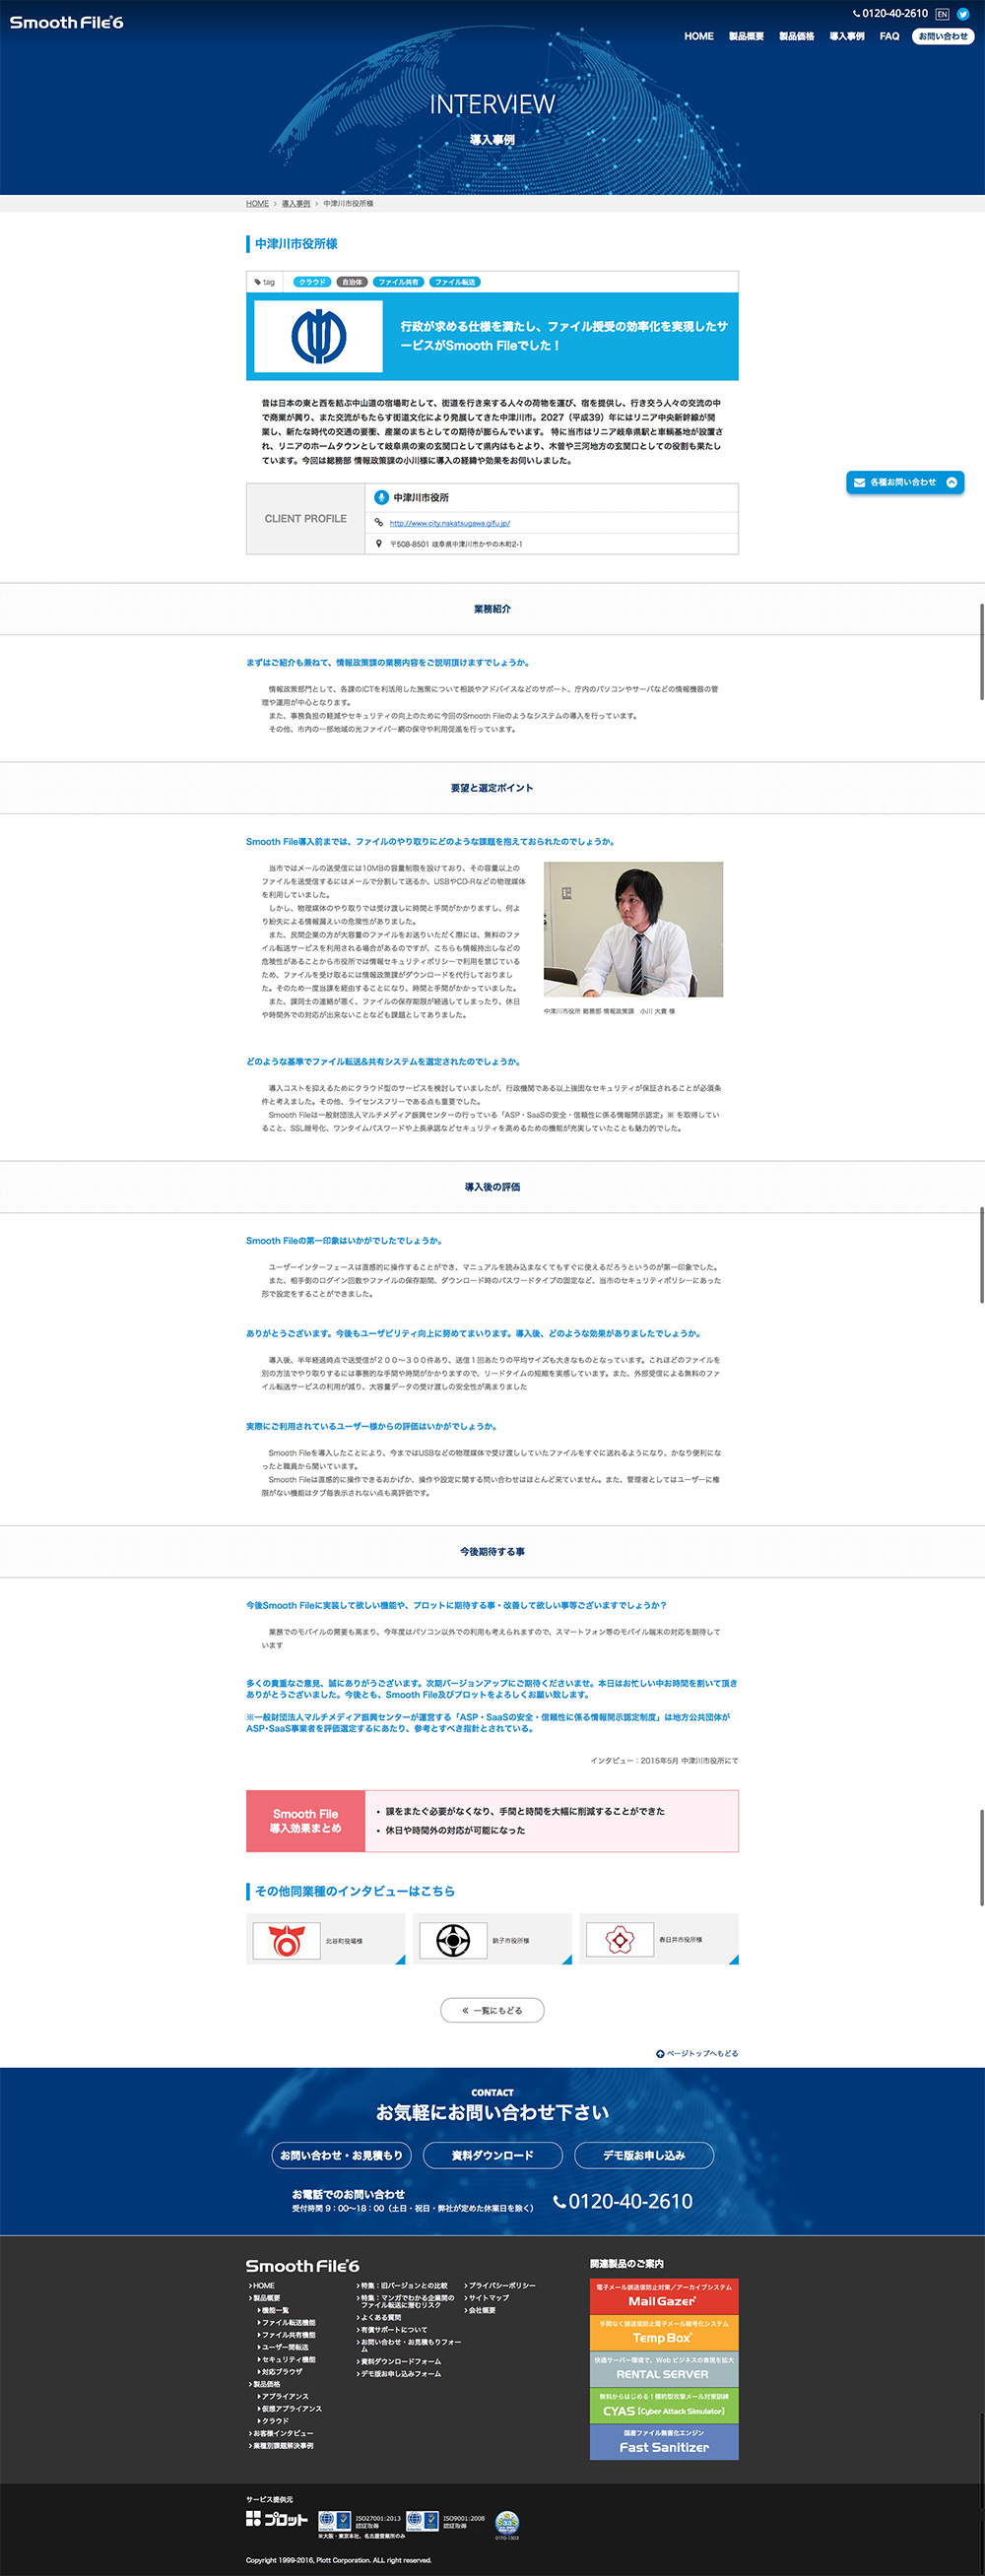 Smooth File 6
0120-40-2610 EN
HOME 製品概要 製品価格 導入事例 FAQ お問い合わせ
INTERVIEW
導入事例
HOME > 導入事例 > 中津川市役所様
中津川市役所様
tag クラウド 自治体 ファイル共有 ファイル転送
行政が求める仕様を満たし、ファイル授受の効率化を実現したサ
ービスがSmooth Fileでした！
昔は日本の東と西を結ぶ中山道の宿場町として、街道を行き来する人々の荷物を運び、宿を提供し、行き交う人々の交流の中
で商業が興り、また交流がもたらす街道文化により発展してきた中津川市。2027（平成39）年にはリニア中央新幹線が開
業し、新たな時代の交通の要衝、産業のまちとしての期待が膨らんでいます。 特に当市はリニア岐阜県駅と車輌基地が設置さ
れ、リニアのホームタウンとして岐阜県の東の玄関口として県内はもとより、木曽や三河地方の玄関口としての役割も果たし
ています。今回は総務部 情報政策課の小川様に導入の経緯や効果をお伺いしました。
各種お問い合わせ
CLIENT PROFILE
中津川市役所
http://www.city.nakatsugawa.gifu.jp/
〒508-8501 岐阜県中津川市かやの木町2-1
業務紹介
まずはご紹介も兼ねて、情報政策課の業務内容をご説明頂けますでしょうか。
情報政策部門として、各課のICTを利活用した施策について相談やアドバイスなどのサポート、庁内のパソコンやサーバなどの情報機器の管
理や運用が中心となります。
また、事務負担の軽減やセキュリティの向上のために今回のSmooth Fileのようなシステムの導入を行っています。
その他、市内の一部地域の光ファイバー網の保守や利用促進を行っています。
要望と選定ポイント
Smooth File導入前までは、ファイルのやり取りにどのような課題を抱えておられたのでしょうか。
当市ではメールの送受信には10MBの容量制限を設けており、その容量以上の
ファイルを送受信するにはメールで分割して送るか、USBやCD-Rなどの物理媒体
を利用していました。
しかし、物理媒体のやり取りでは受け渡しに時間と手間がかかりますし、何よ
り紛失による情報漏えいの危険性がありました。
また、民間企業の方が大容量のファイルをお送りいただく際には、無料のファ
イル転送サービスを利用される場合があるのですが、こちらも情報持出しなどの
危険性があることから市役所では情報セキュリティポリシーで利用を禁じている
ため、ファイルを受け取るには情報政策課がダウンロードを代行しておりまし
た。そのため一度当課を経由することになり、時間と手間がかかっていました。
また、課同士の連絡が悪く、ファイルの保存期限が経過してしまったり、休日
や時間外での対応が出来ないことなども課題としてありました。
中津川市役所 総務部 情報政策課 小川 大貴 様
どのような基準でファイル転送&共有システムを選定されたのでしょうか。
導入コストを抑えるためにクラウド型のサービスを検討していましたが、行政機関である以上強固なセキュリティが保証されることが必須条
件と考えました。その他、ライセンスフリーである点も重要でした。
Smooth Fileは一般財団法人マルチメディア振興センターの行っている「ASP・SaaSの安全・信頼性に係る情報開示認定」※ を取得してい
ること、SSL暗号化、ワンタイムパスワードや上長承認などセキュリティを高めるための機能が充実していたことも魅力的でした。
導入後の評価
Smooth Fileの第一印象はいかがでしたでしょうか。
ユーザーインターフェースは直感的に操作することができ、マニュアルを読み込まなくてもすぐに使えるだろうというのが第一印象でした。
また、相手側のログイン回数やファイルの保存期間、ダウンロード時のパスワードタイプの固定など、当市のセキュリティポリシーにあった
形で設定をすることができました。
ありがとうございます。今後もユーザビリティ向上に努めてまいります。導入後、どのような効果がありましたでしょうか。
導入後、半年経過時点で送受信が２００〜３００件あり、送信１回あたりの平均サイズも大きなものとなっています。これほどのファイルを
別の方法でやり取りするには事務的な手間や時間がかかりますので、リードタイムの短縮を実感しています。また、外部受信による無料のファ
イル転送サービスの利用が減り、大容量データの受け渡しの安全性が高まりました
実際にご利用されているユーザー様からの評価はいかがでしょうか。
Smooth Fileを導入したことにより、今まではUSBなどの物理媒体で受け渡ししていたファイルをすぐに送れるようになり、かなり便利にな
ったと職員から聞いています。
Smooth Fileは直感的に操作できるおかげか、操作や設定に関する問い合わせはほとんど来ていません。また、管理者としてはユーザーに権
限がない機能はタブ毎表示されない点も高評価です。
今後期待する事
今後Smooth Fileに実装して欲しい機能や、プロットに期待する事・改善して欲しい事等ございますでしょうか？
業務でのモバイルの需要も高まり、今年度はパソコン以外での利用も考えられますので、スマートフォン等のモバイル端末の対応を期待して
います
多くの貴重なご意見、誠にありがうございます。次期バージョンアップにご期待くださいませ。本日はお忙しい中お時間を割いて頂き
ありがとうございました。今後とも、Smooth File及びプロットをよろしくお願い致します。
※一般財団法人マルチメディア振興センターが運営する「ASP・SaaSの安全・信頼性に係る情報開示認定制度」は地方公共団体が
ASP・SaaS事業者を評価選定するにあたり、参考とすべき指針とされている。
インタビュー：2015年5月 中津川市役所にて
Smooth File
導入効果まとめ
• 課をまたぐ必要がなくなり、手間と時間を大幅に削減することができた
• 休日や時間外の対応が可能になった
その他同業種のインタビューはこちら
北谷町役場様
銚子市役所様
春日井市役所様
« 一覧にもどる
ページトップへもどる
CONTACT
お気軽にお問い合わせ下さい
お問い合わせ・お見積もり 資料ダウンロード デモ版お申し込み
お電話でのお問い合わせ
受付時間 9：00〜18：00（土日・祝日・弊社が定めた休業日を除く）
0120-40-2610
Smooth File 6
HOME
製品概要
機能一覧
ファイル転送機能
ファイル共有機能
ユーザー間転送
セキュリティ機能
対応ブラウザ
製品価格
アプライアンス
仮想アプライアンス
クラウド
お客様インタビュー
業種別課題解決事例
特集：旧バージョンとの比較
特集：マンガでわかる企業間の
ファイル転送に潜むリスク
よくある質問
有償サポートについて
お問い合わせ・お見積もりフォー
ム
資料ダウンロードフォーム
デモ版お申し込みフォーム
プライバシーポリシー
サイトマップ
会社概要
関連製品のご案内
電子メール誤送信防止対策／アーカイブシステム
Mail Gazer
手間なく誤送信防止電子メール暗号化システム
Temp Box
快適サーバー環境で、Web ビジネスの表現を拡大
RENTAL SERVER
無料からはじめる！標的型攻撃メール対策訓練
CYAS [Cyber Attack Simulator]
国産ファイル無害化エンジン
Fast Sanitizer
サービス提供元
プロット
ISO27001:2013
認証取得
ISO9001:2008
認証取得
※大阪・東京本社、名古屋営業所のみ
SaaS
0170-1303
Copyright 1999-2016, Plott Corporation. ALL right reserved.